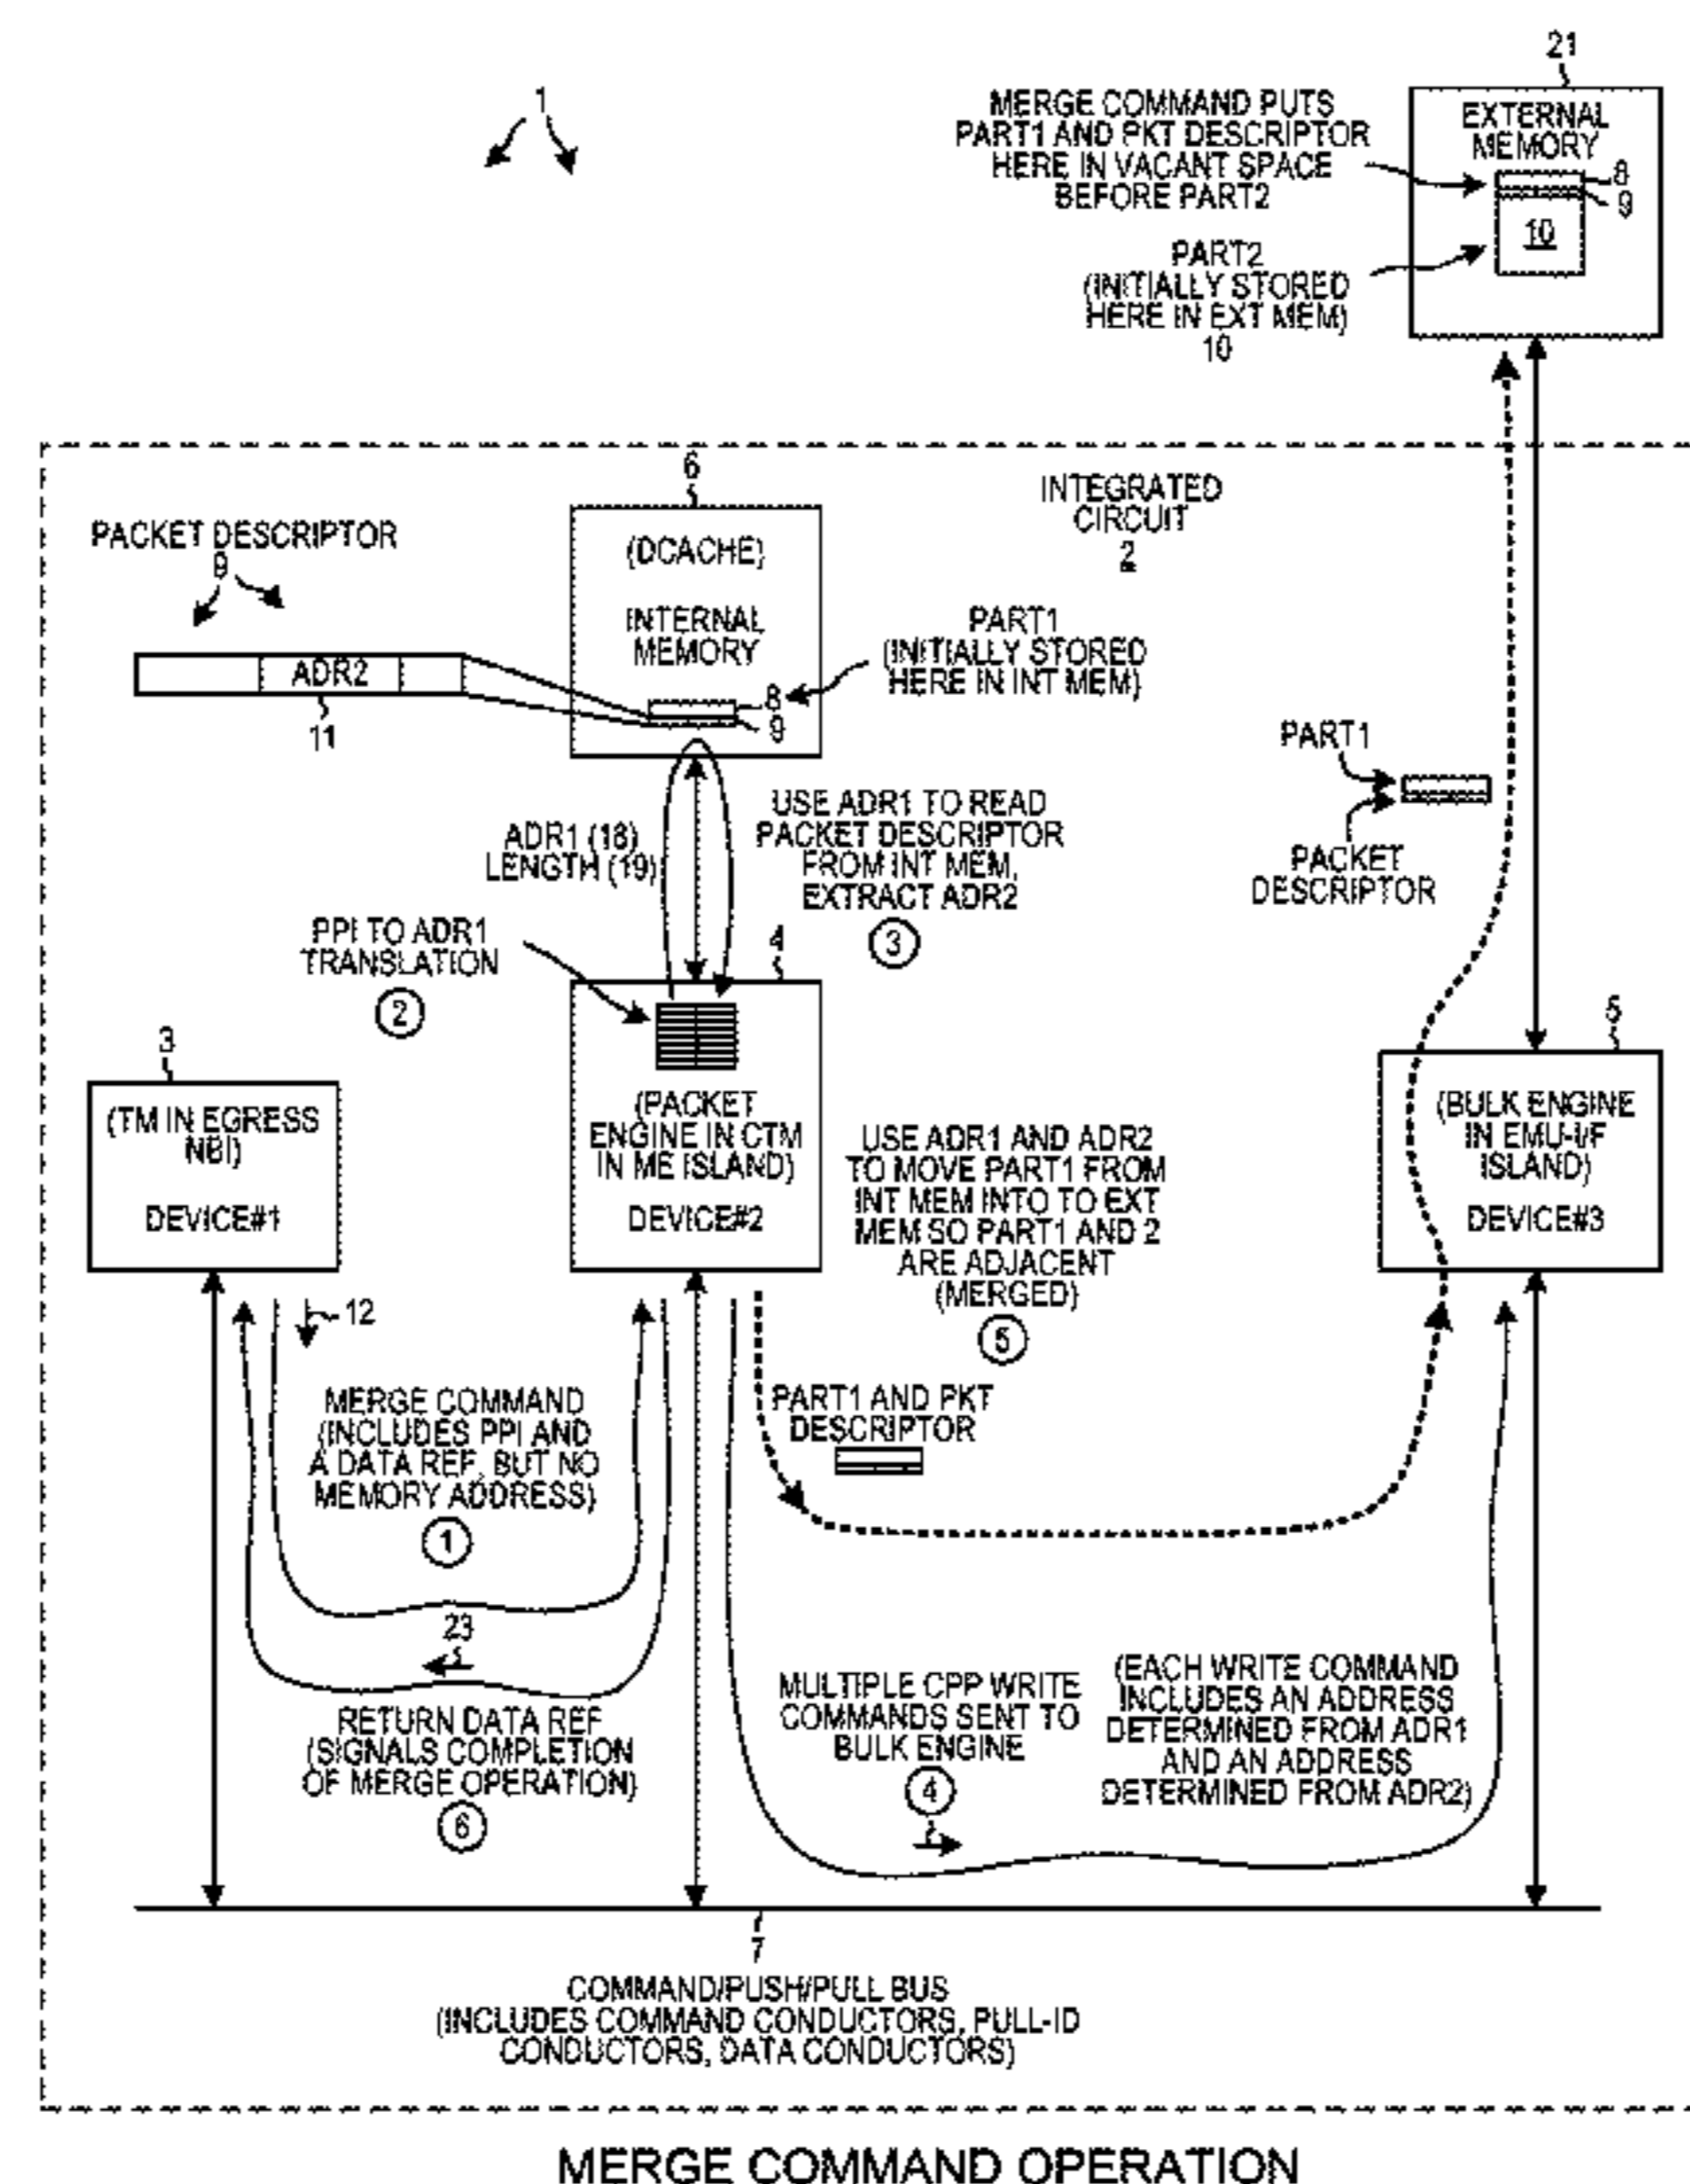 1
21
MERGE COMMAND PUTS
PART1 AND PKT DESCRIPTOR
HERE IN VACANT SPACE
BEFORE PART2
EXTERNAL
MEMORY
8
9
10
PART2
(INITIALLY STORED
HERE IN EXT MEM)
10
6
INTEGRATED
CIRCUIT
2
PACKET DESCRIPTOR
9
(DCACHE)
INTERNAL
MEMORY
PART1
(INITIALLY STORED
HERE IN INT MEM)
ADR2
11
8
9
PART1
PACKET
DESCRIPTOR
ADR1 (18)
LENGTH (19)
USE ADR1 TO READ
PACKET DESCRIPTOR
FROM INT MEM,
EXTRACT ADR2
3
PPI TO ADR1
TRANSLATION
2
4
3
5
(TM IN EGRESS
NBI)
DEVICE#1
(PACKET
ENGINE IN CTM
IN ME ISLAND)
DEVICE#2
USE ADR1 AND ADR2
TO MOVE PART1 FROM
INT MEM INTO TO EXT
MEM SO PART1 AND 2
ARE ADJACENT
(MERGED)
5
(BULK ENGINE
IN EMU-I/F
ISLAND)
DEVICE#3
12
MERGE COMMAND
(INCLUDES PPI AND
A DATA REF, BUT NO
MEMORY ADDRESS)
1
PART1 AND PKT
DESCRIPTOR
23
RETURN DATA REF
(SIGNALS COMPLETION
OF MERGE OPERATION)
6
MULTIPLE CPP WRITE
COMMANDS SENT TO
BULK ENGINE
4
(EACH WRITE COMMAND
INCLUDES AN ADDRESS
DETERMINED FROM ADR1
AND AN ADDRESS
DETERMINED FROM ADR2)
7
COMMAND/PUSH/PULL BUS
(INCLUDES COMMAND CONDUCTORS, PULL-ID
CONDUCTORS, DATA CONDUCTORS)
MERGE COMMAND OPERATION